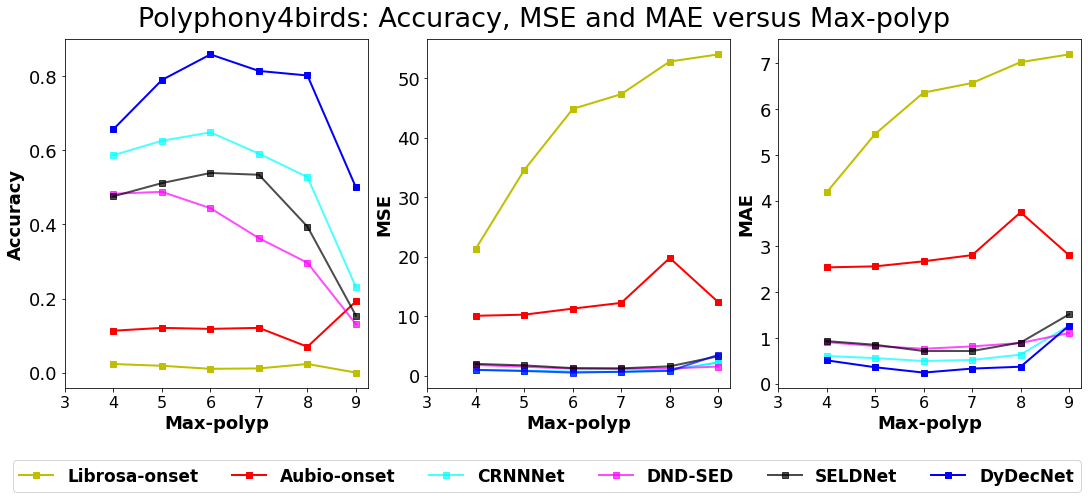 Polyphony4birds: Accuracy, MSE and MAE versus Max-polyp
Accuracy
0.8
0.6
0.4
0.2
0.0
3 4 5 6 7 8 9
Max-polyp
MSE
50
40
30
20
10
0
3 4 5 6 7 8 9
Max-polyp
MAE
7
6
5
4
3
2
1
0
3 4 5 6 7 8 9
Max-polyp
Librosa-onset Aubio-onset CRNNNet DND-SED SELDNet DyDecNet